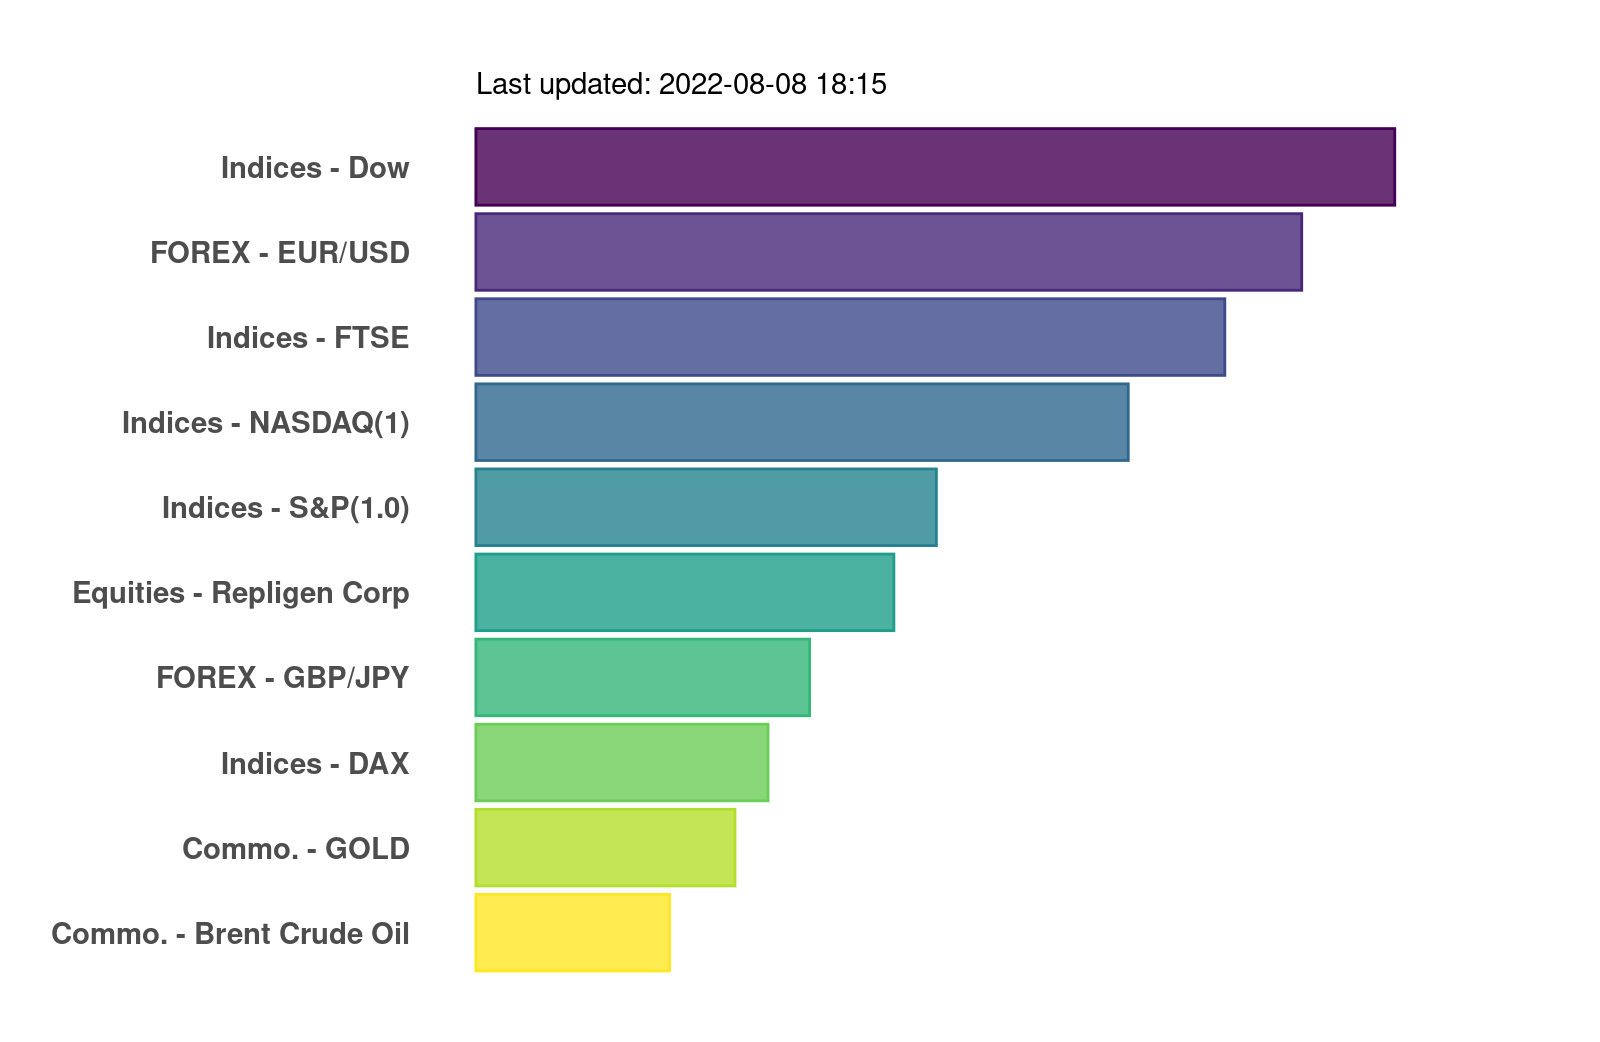 Last updated: 2022-08-08 18:15
Indices - Dow
FOREX - EUR/USD
Indices - FTSE
Indices - NASDAQ(1)
Indices - S&P(1.0)
Equities - Repligen Corp
FOREX - GBP/JPY
Indices - DAX
Commo. - GOLD
Commo. - Brent Crude Oil